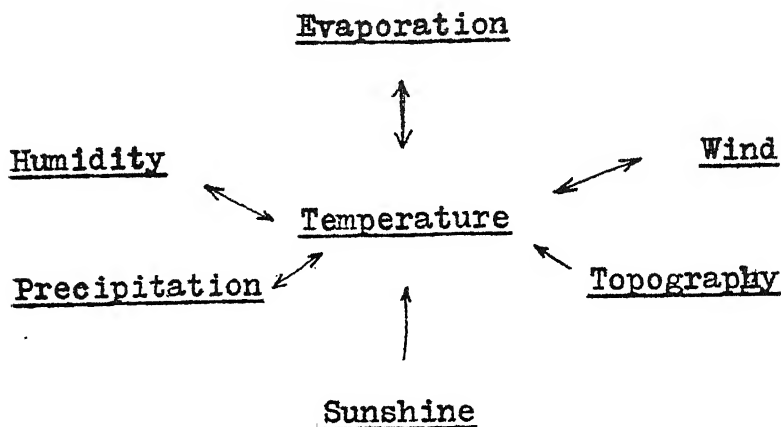 Evaporation
Humidity
Wind
Temperature
Precipitation
Topography
Sunshine